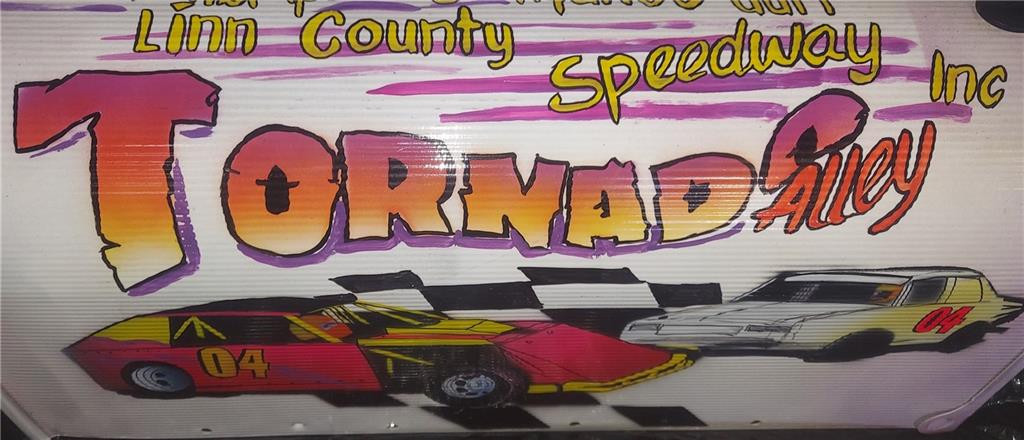 Linn County
Speedway Inc
TORNADO Alley
04
04